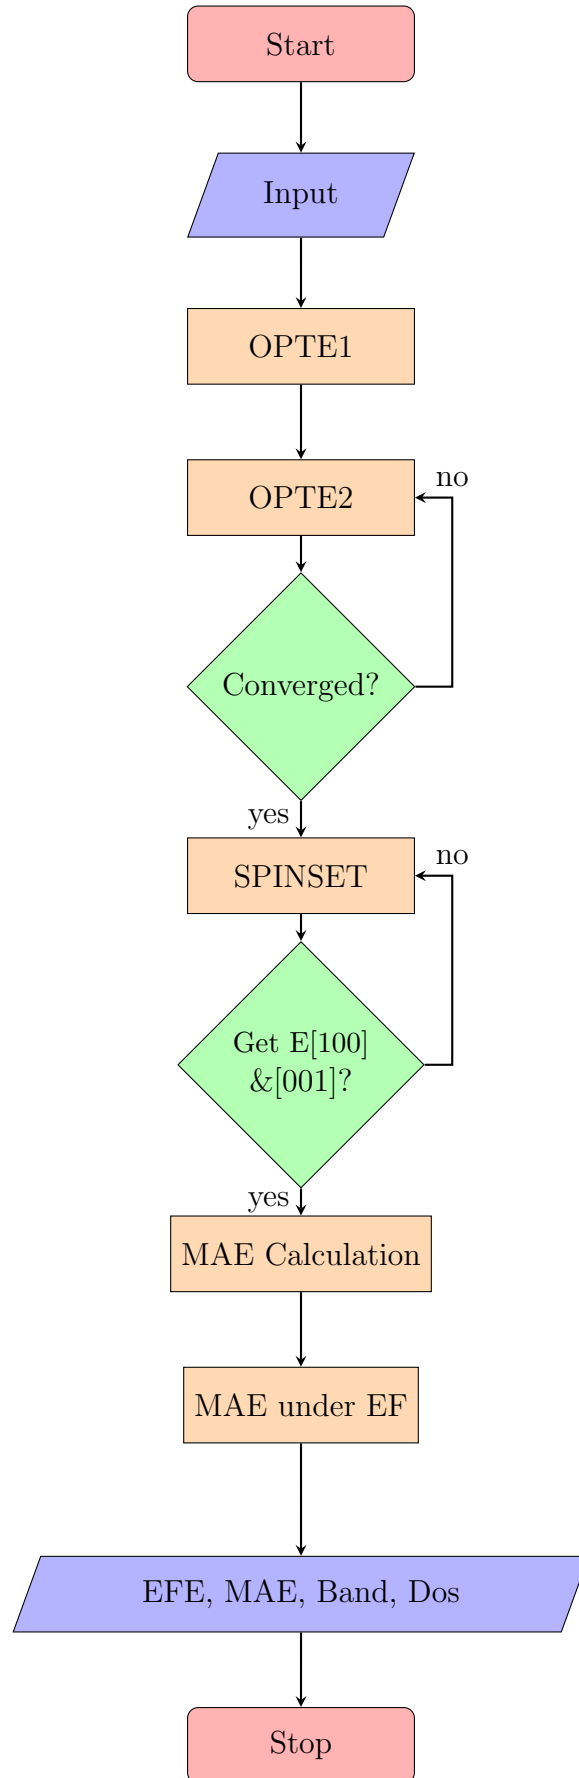 Start
Input
OPTE1
OPTE2
no
Converged?
yes
SPINSET
no
Get E[100]
&[001]?
yes
MAE Calculation
MAE under EF
EFE, MAE, Band, Dos
Stop